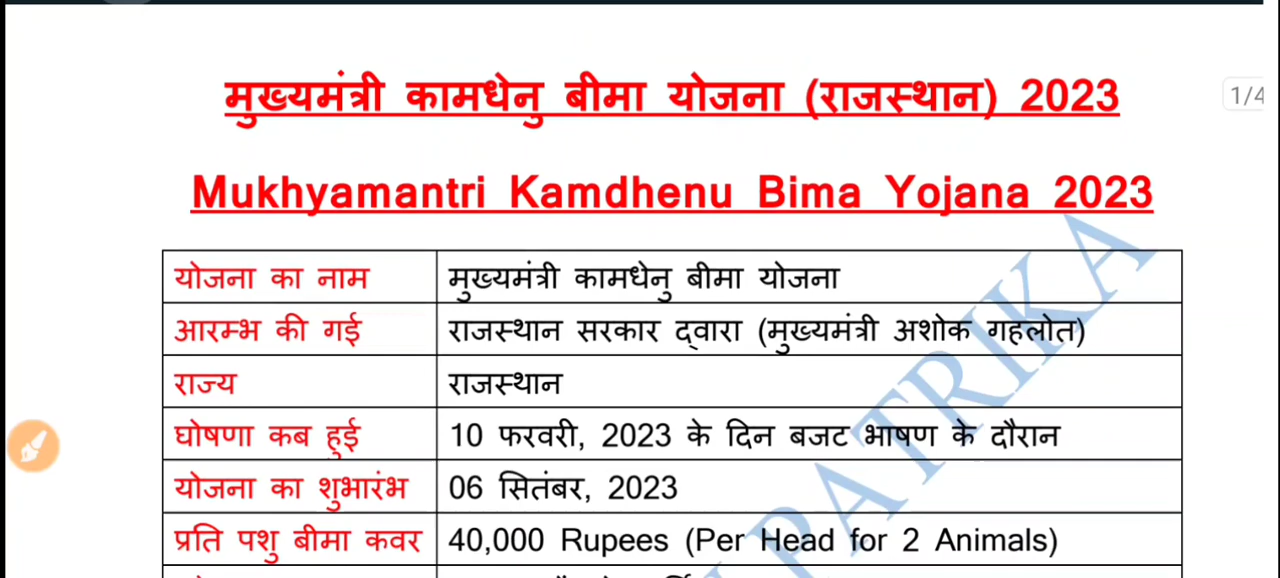 मुख्यमंत्री कामधेनु बीमा योजना (राजस्थान) 2023
1/4
Mukhyamantri Kamdhenu Bima Yojana 2023
योजना का नाम मुख्यमंत्री कामधेनु बीमा योजना
आरम्भ की गई राजस्थान सरकार द्वारा (मुख्यमंत्री अशोक गहलोत)
राज्य राजस्थान
घोषणा कब हुई 10 फरवरी, 2023 के दिन बजट भाषण के दौरान
योजना का शुभारंभ 06 सितंबर, 2023
प्रति पशु बीमा कवर 40,000 Rupees (Per Head for 2 Animals)
PATRIKA